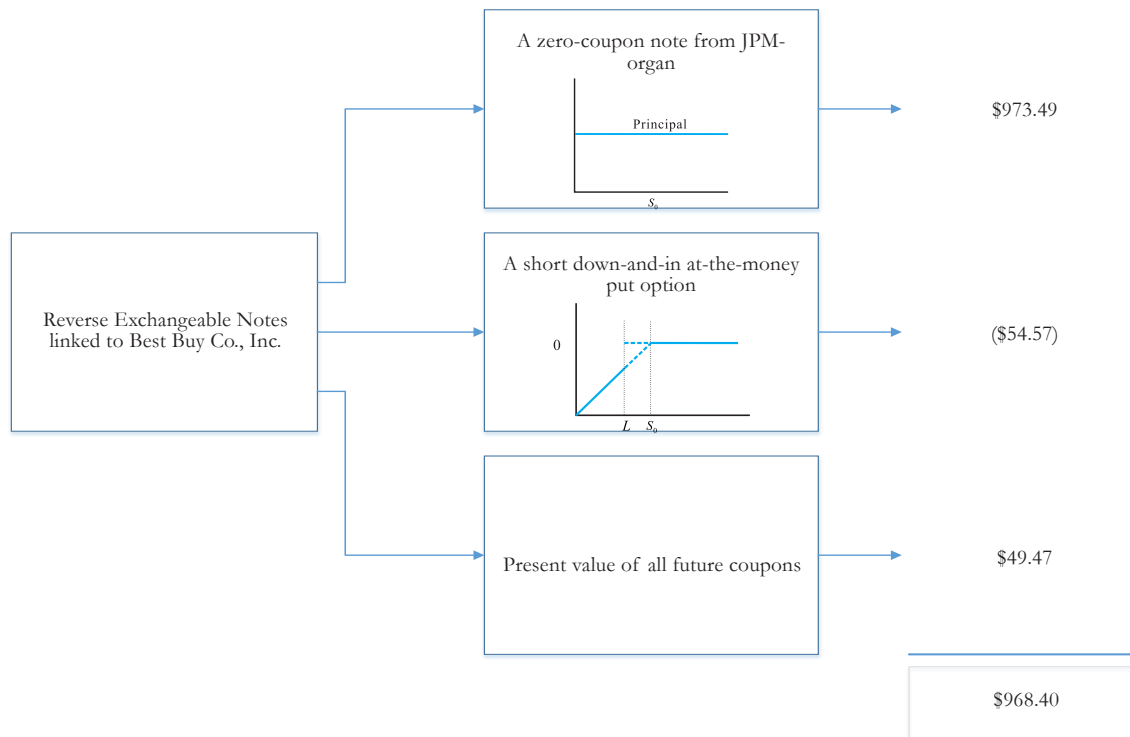 A zero-coupon note from JPM-
organ
Principal
S₀
$973.49
Reverse Exchangeable Notes
linked to Best Buy Co., Inc.
A short down-and-in at-the-money
put option
0
L S₀
($54.57)
Present value of all future coupons
$49.47
$968.40